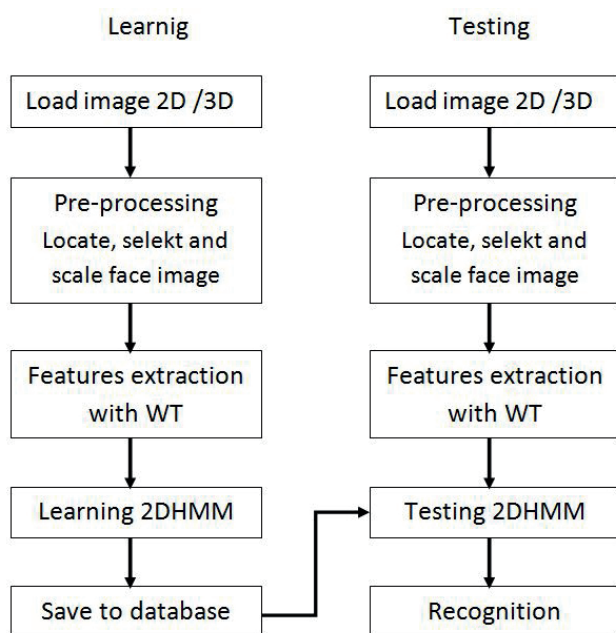 Learnig
Load image 2D /3D
Pre-processing
Locate, selekt and
scale face image
Features extraction
with WT
Learning 2DHMM
Save to database
Testing
Load image 2D /3D
Pre-processing
Locate, selekt and
scale face image
Features extraction
with WT
Testing 2DHMM
Recognition